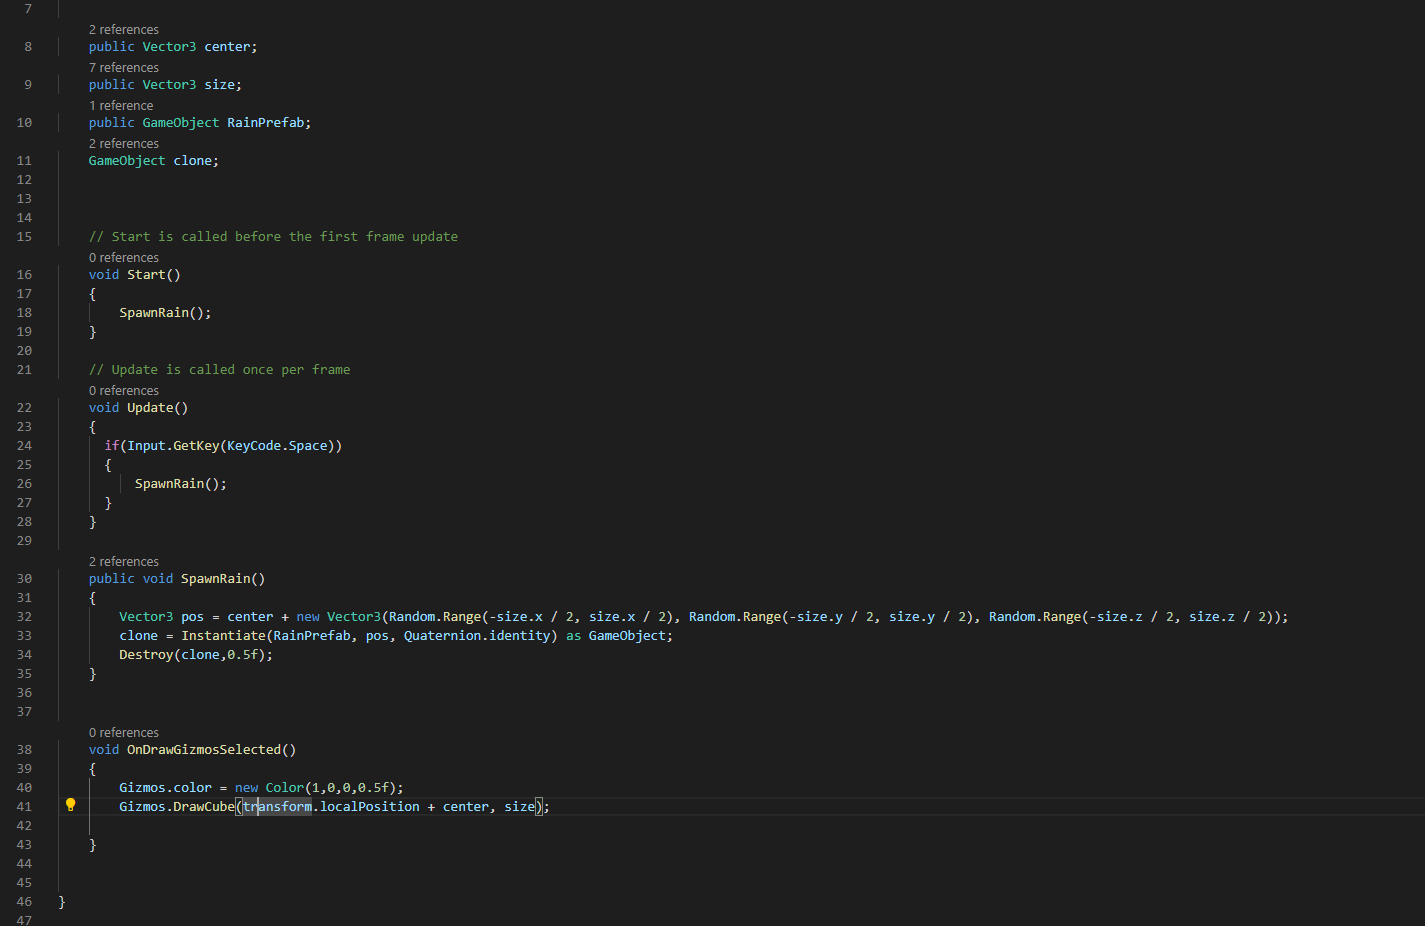 7
2 references
8 public Vector3 center;
7 references
9 public Vector3 size;
1 reference
10 public GameObject RainPrefab;
2 references
11 GameObject clone;
12
13
14
15 // Start is called before the first frame update
0 references
16 void Start()
17 {
18 SpawnRain();
19 }
20
21 // Update is called once per frame
0 references
22 void Update()
23 {
24 if(Input.GetKey(KeyCode.Space))
25 {
26 SpawnRain();
27 }
28 }
29
2 references
30 public void SpawnRain()
31 {
32 Vector3 pos = center + new Vector3(Random.Range(-size.x / 2, size.x / 2), Random.Range(-size.y / 2, size.y / 2), Random.Range(-size.z / 2, size.z / 2));
33 clone = Instantiate(RainPrefab, pos, Quaternion.identity) as GameObject;
34 Destroy(clone,0.5f);
35 }
36
37
0 references
38 void OnDrawGizmosSelected()
39 {
40 Gizmos.color = new Color(1,0,0,0.5f);
41 Gizmos.DrawCube(transform.localPosition + center, size);
42
43 }
44
45
46 }
47